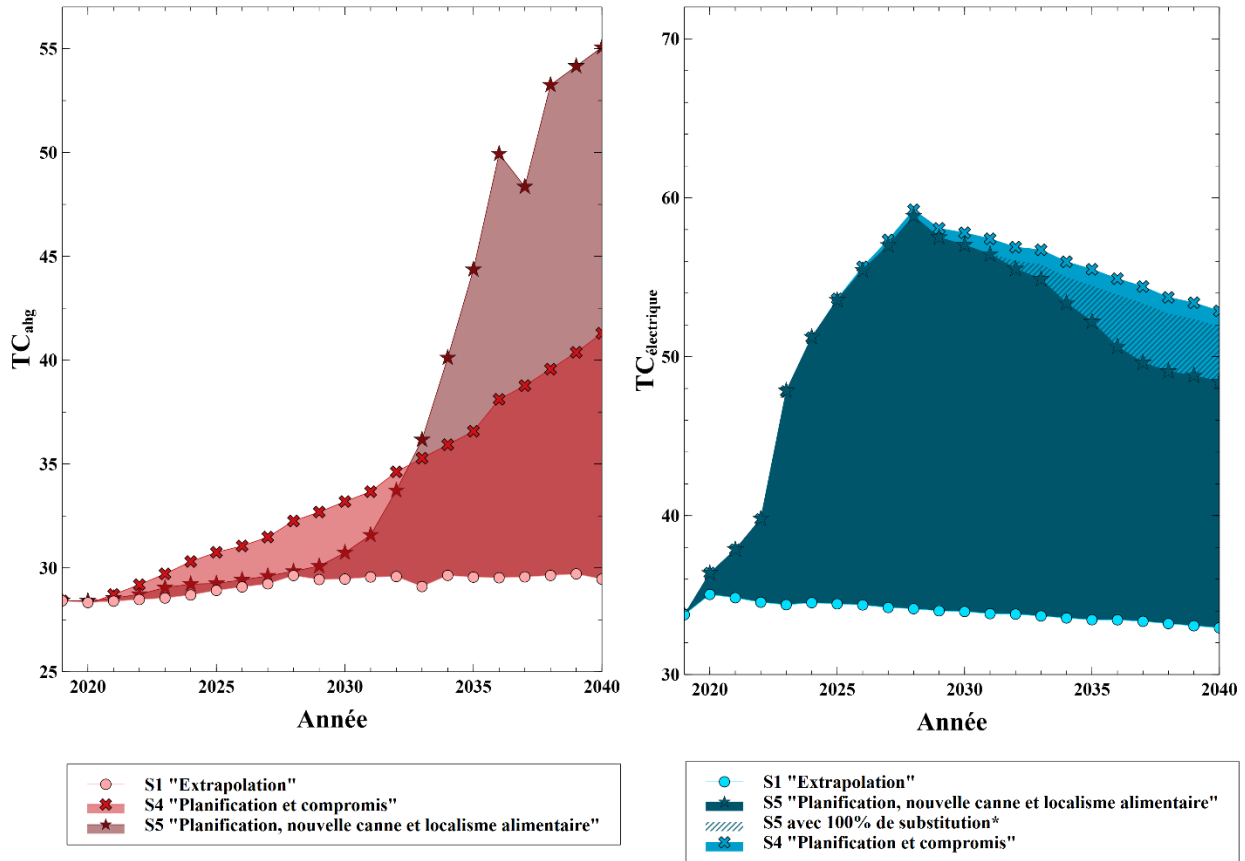 55
50
45
40
35
30
25
TC_abg
2020 2025 2030 2035 2040
Année
S1 "Extrapolation"
S4 "Planification et compromis"
S5 "Planification, nouvelle canne et localisme alimentaire"
70
60
50
40
30
TC_électrique
2020 2025 2030 2035 2040
Année
S1 "Extrapolation"
S5 "Planification, nouvelle canne et localisme alimentaire"
S5 avec 100% de substitution*
S4 "Planification et compromis"